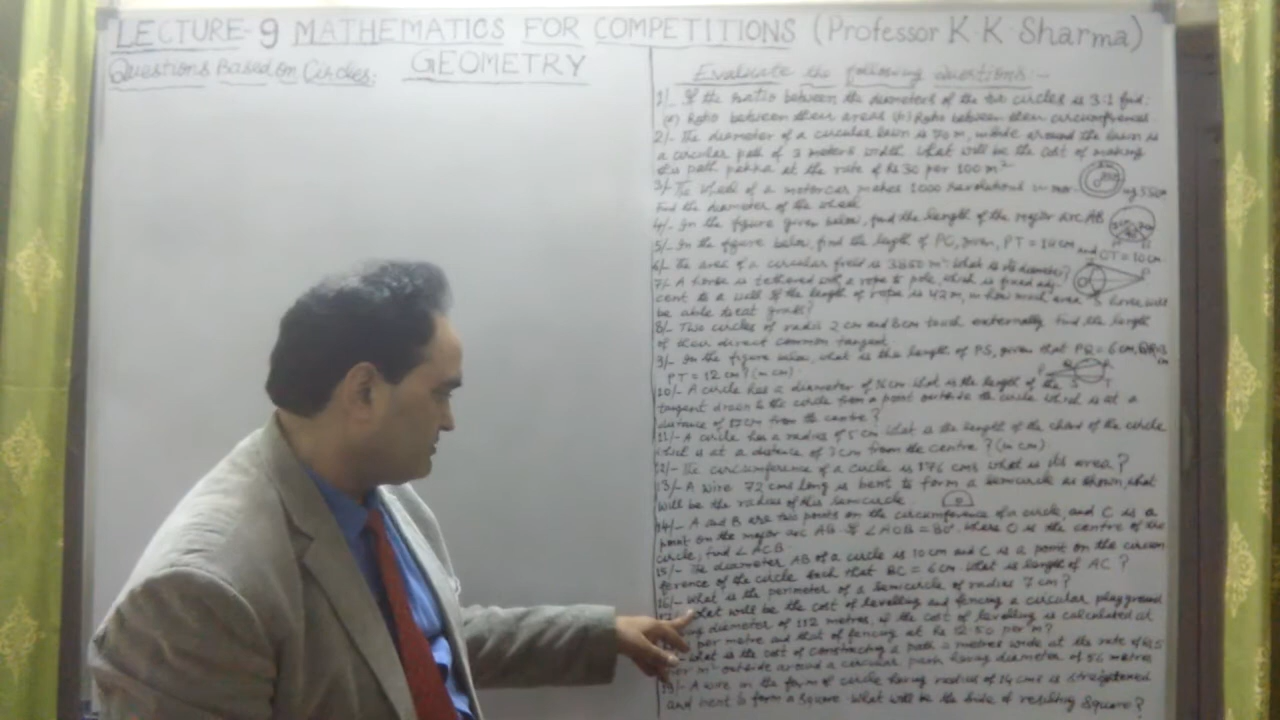 LECTURE-9 MATHEMATICS FOR COMPETITIONS (Professor K.K.Sharma)
Questions Based on Circles: GEOMETRY
Evaluate the following Questions:-
1/- If the ratio between the diameters of the two circles is 3:1 find:
(a) Ratio between their areas (b) Ratio between their circumferences
2/- The diameter of a circular lawn is 70 m, outside around the lawn is
a circular path of 3 meters width. What will be the cost of making
this path pakka at the rate of Rs 30 per 100 m²
3/- The wheel of a motorcar makes 1000 revolutions in moving
Find the diameter of the wheel
4/- In the figure given below, find the length of the major arc AB
5/- In the figure below, find the length of PO, given, PT = cm and OT = 10 cm
6/- The area of a circular field is 3850 m² What is its diameter?
7/- A horse is tethered with a rope to pole, which is fixed adj-
cent to a wall If the length of rope is 42 m, in how much area horse will
be able to eat grass?
8/- Two circles of radii 2 cm and 8 cm touch externally find the length
of their direct common tangent.
9/- In the figure below, what is the length of PS, given that PQ = 6 cm,
PT = 12 cm? (in cm)
10/- A circle has a diameter of cm What is the length of the
tangent drawn to the circle from a point outside the circle which is at a
distance of cm from the centre?
11/- A circle has a radius of 5 cm What is the length of the chord of the circle
which is at a distance of 3 cm from the centre? (in cm)
12/- The circumference of a circle is 176 cms what is its area?
13/- A wire 72 cms long is bent to form a semicircle as shown, what
will be the radius of this semicircle
14/- A and B are two points on the circumference of a circle and C is a
point on the major arc AB If ∠AOB = 80° where O is the centre of the
circle, find ∠ACB.
15/- The diameter AB of a circle is 10 cm and C is a point on the circum
ference of the circle such that BC = 6 cm What is length of AC?
16/- What is the perimeter of a semicircle of radius 7 cm?
What will be the cost of levelling and fencing a circular playground
diameter of 112 metres, if the cost of levelling is calculated at
per metre and that of fencing at Rs 12.50 per m?
What is the cost of constructing a path metres wide at the rate of Rs 5
m² outside around a circular park having diameter of 56 metres
19/- A wire in the form of circle having radius of 14 cms is straightened
and bent to form a square. What will be the side of resulting Square?